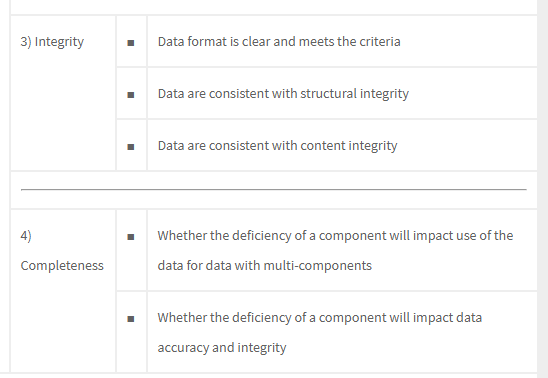 3) Integrity
■ Data format is clear and meets the criteria
■ Data are consistent with structural integrity
■ Data are consistent with content integrity
4)
Completeness
■ Whether the deficiency of a component will impact use of the
data for data with multi-components
■ Whether the deficiency of a component will impact data
accuracy and integrity